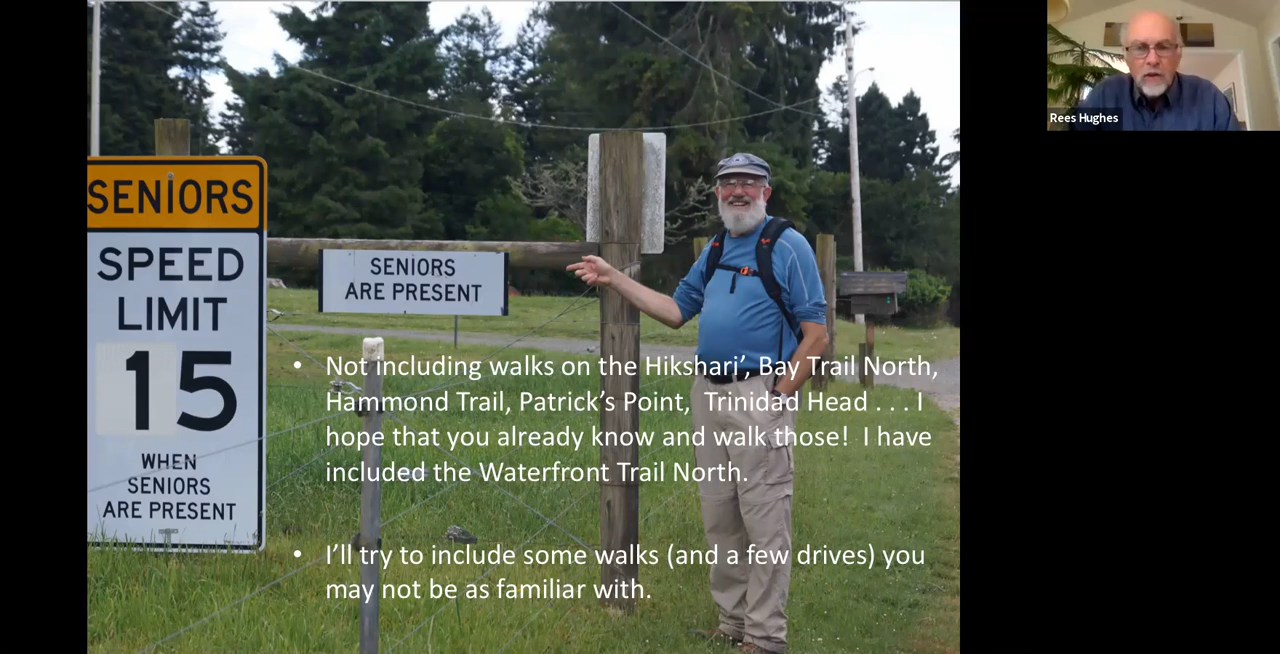 SENIORS
SPEED
LIMIT
15
WHEN
SENIORS
ARE PRESENT
SENIORS
ARE PRESENT
• Not including walks on the Hikshari’, Bay Trail North,
Hammond Trail, Patrick’s Point,  Trinidad Head . . . I
hope that you already know and walk those!  I have
included the Waterfront Trail North.
• I’ll try to include some walks (and a few drives) you
may not be as familiar with.
Rees Hughes